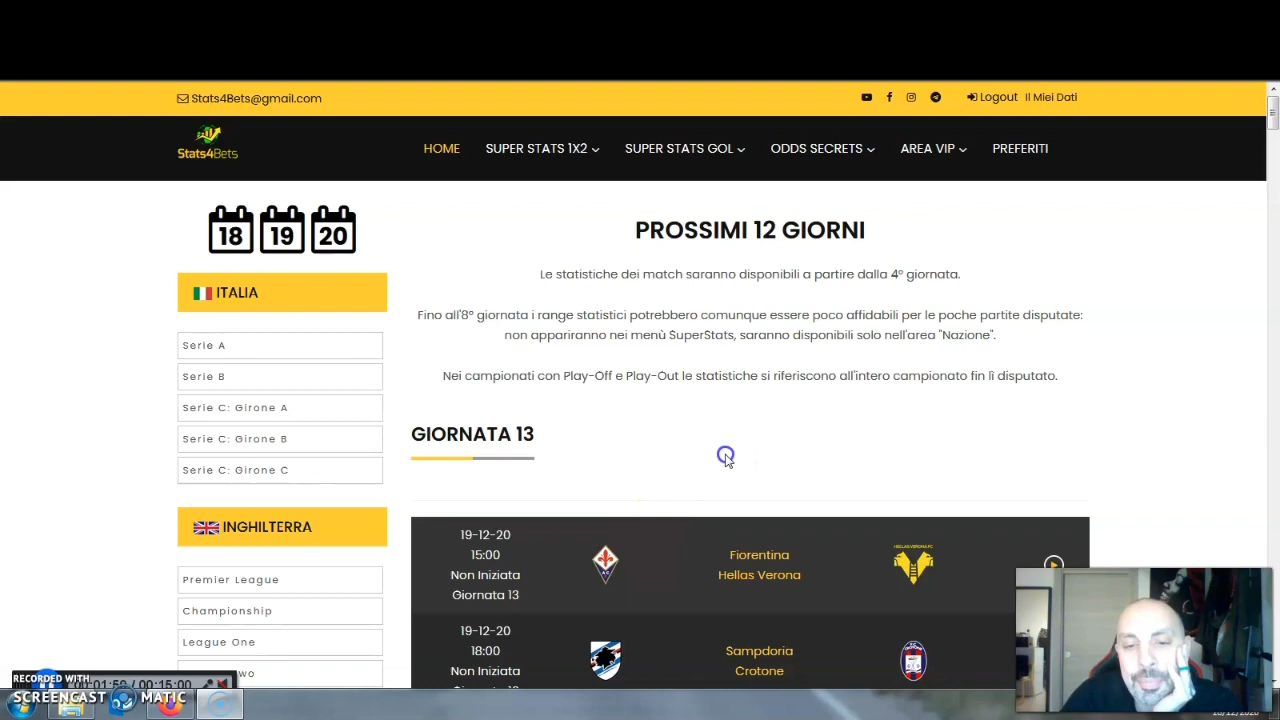 Stats4Bets@gmail.com
Logout Il Miei Dati
Stats4Bets
HOME SUPER STATS 1X2 SUPER STATS GOL ODDS SECRETS AREA VIP PREFERITI
18 19 20
PROSSIMI 12 GIORNI
Le statistiche dei match saranno disponibili a partire dalla 4° giornata.
Fino all'8° giornata i range statistici potrebbero comunque essere poco affidabili per le poche partite disputate:
non appariranno nei menù SuperStats, saranno disponibili solo nell'area "Nazione".
Nei campionati con Play-Off e Play-Out le statistiche si riferiscono all'intero campionato fin lì disputato.
ITALIA
Serie A
Serie B
Serie C: Girone A
Serie C: Girone B
Serie C: Girone C
INGHILTERRA
Premier League
Championship
League One
GIORNATA 13
19-12-20
15:00
Non Iniziata
Giornata 13
Fiorentina
Hellas Verona
HELLAS VERONA FC
19-12-20
18:00
Non Iniziata
Sampdoria
Crotone
RECORDED WITH
SCREENCAST MATIC